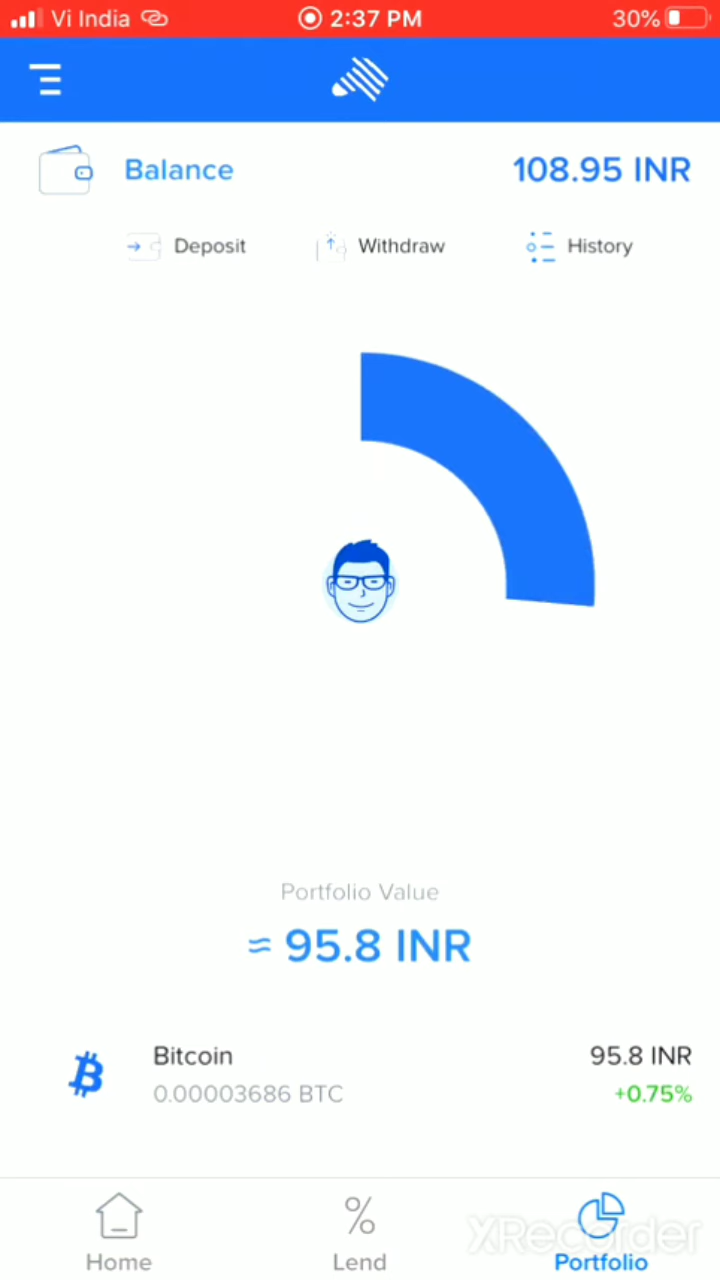 Vi India 2:37 PM 30%
Balance 108.95 INR
Deposit Withdraw History
Portfolio Value
≈ 95.8 INR
Bitcoin 95.8 INR
0.00003686 BTC +0.75%
XRecorder
Home Lend Portfolio